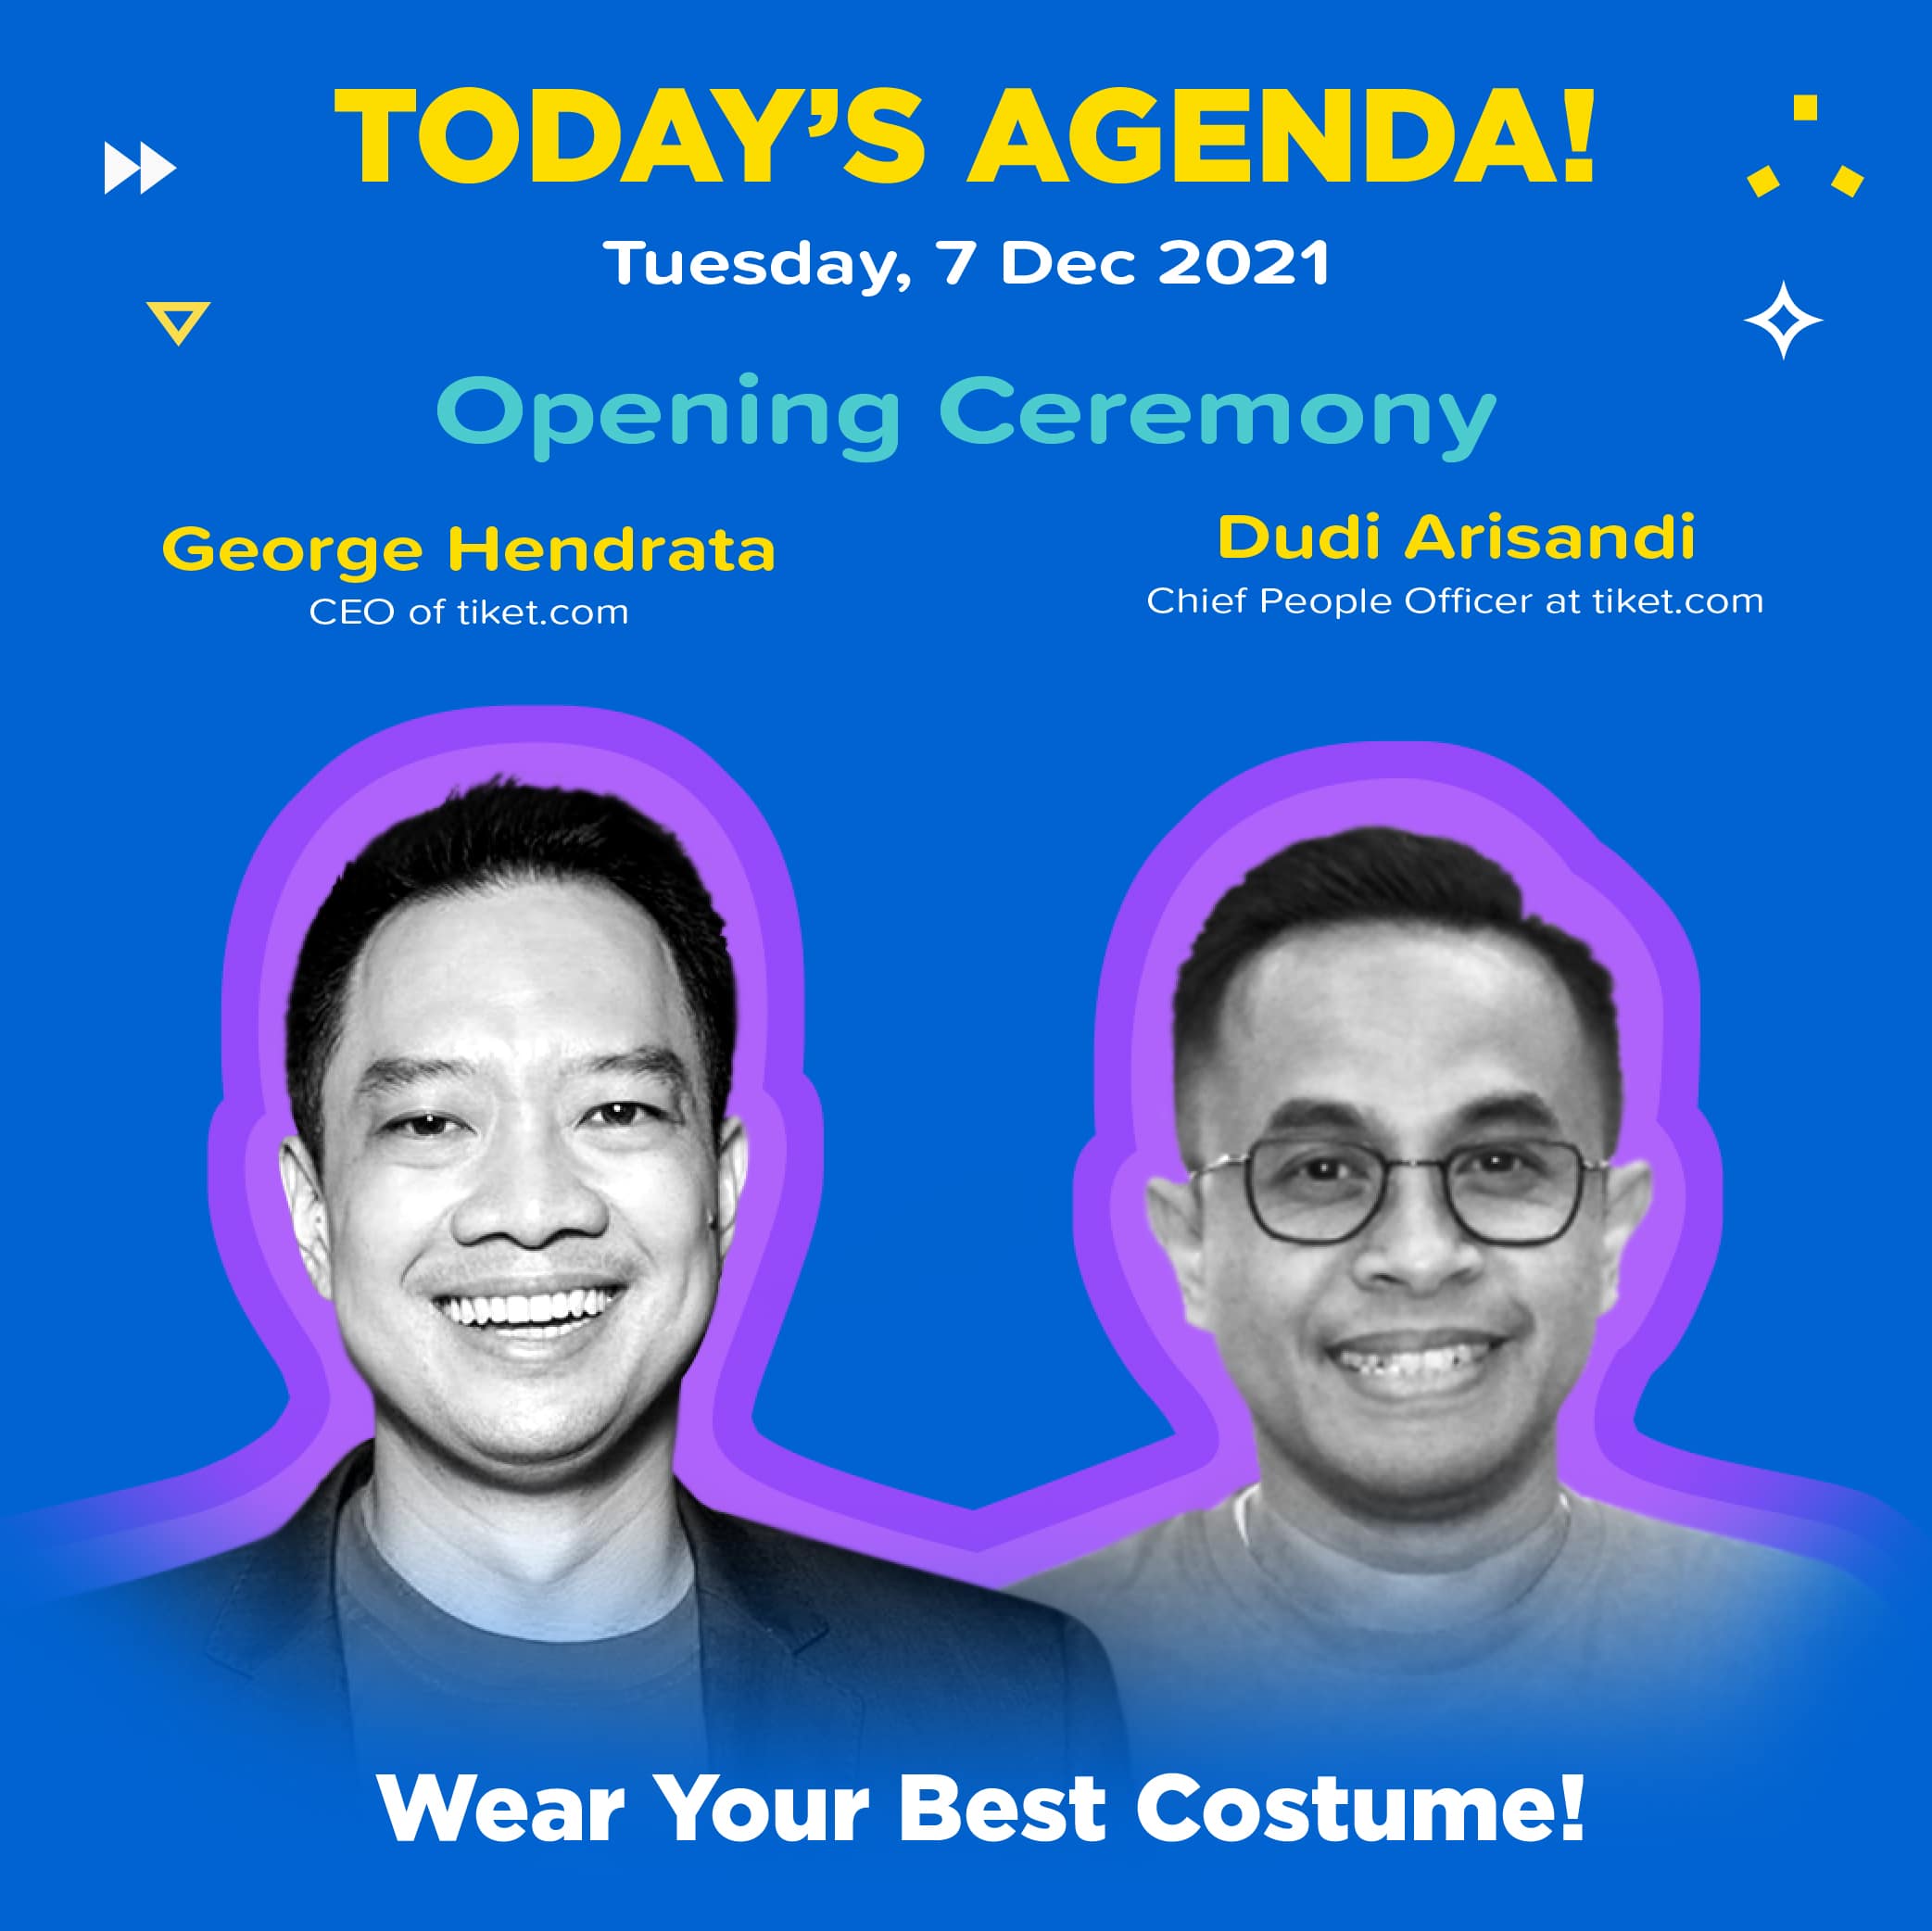 TODAY'S AGENDA!
Tuesday, 7 Dec 2021
Opening Ceremony
George Hendrata
CEO of tiket.com
Dudi Arisandi
Chief People Officer at tiket.com
Wear Your Best Costume!